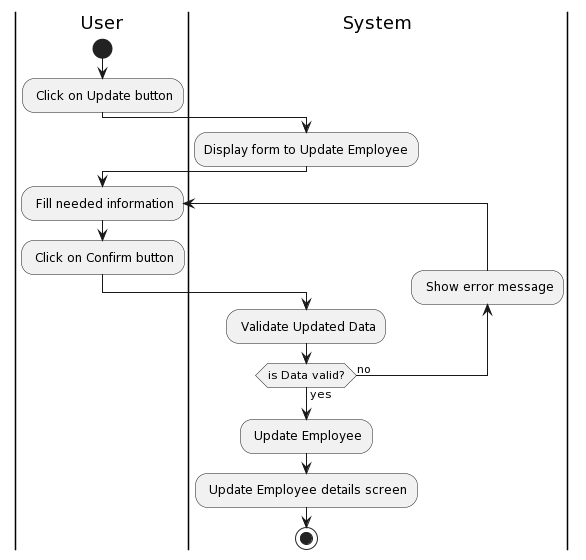 User
System
Click on Update button
Display form to Update Employee
Fill needed information
Click on Confirm button
Show error message
Validate Updated Data
is Data valid?
no
yes
Update Employee
Update Employee details screen